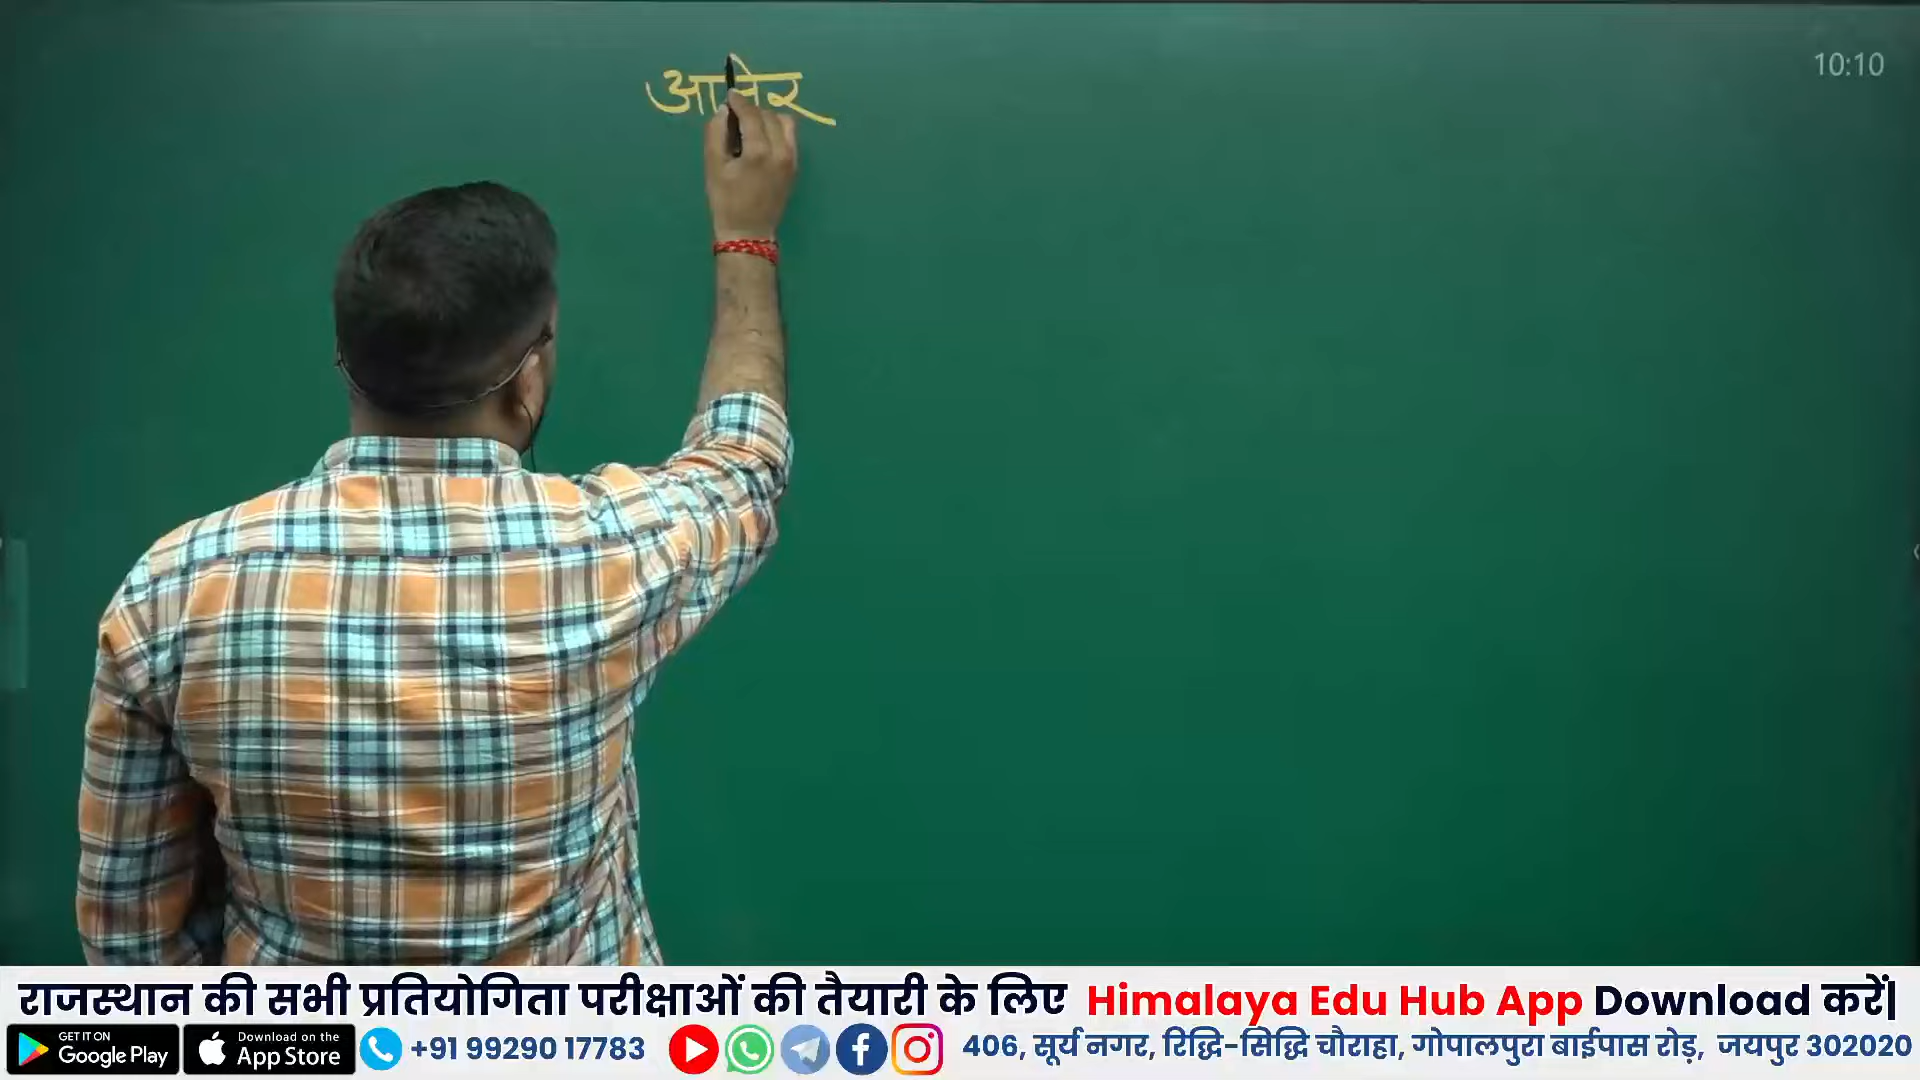 10:10
राजस्थान की सभी प्रतियोगिता परीक्षाओं की तैयारी के लिए Himalaya Edu Hub App Download करें|
GET IT ON Google Play Download on the App Store +91 99290 17783 406, सूर्य नगर, रिद्धि-सिद्धि चौराहा, गोपालपुरा बाईपास रोड़, जयपुर 302020